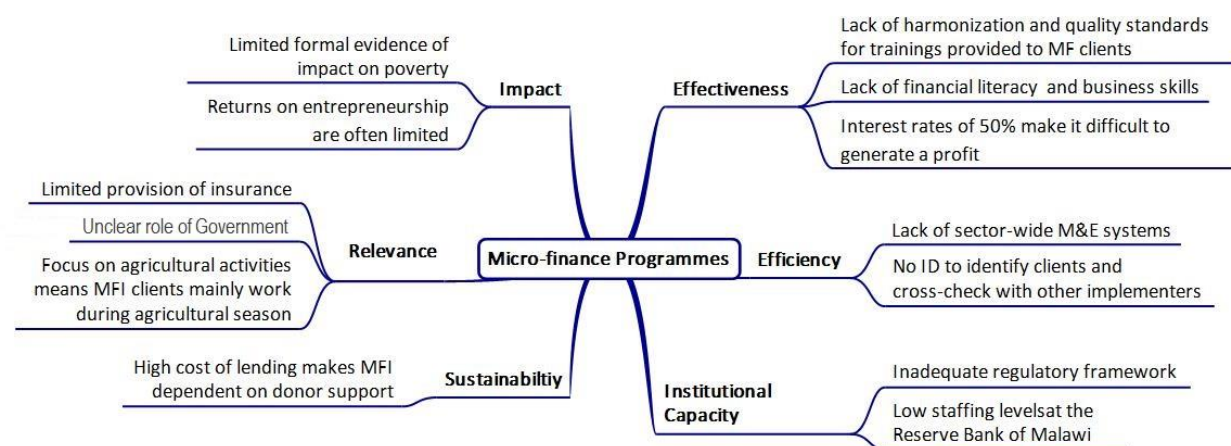 Limited formal evidence of
impact on poverty
Returns on entrepreneurship
are often limited
Impact
Effectiveness
Lack of harmonization and quality standards
for trainings provided to MF clients
Lack of financial literacy and business skills
Interest rates of 50% make it difficult to
generate a profit
Limited provision of insurance
Unclear role of Government
Focus on agricultural activities
means MFI clients mainly work
during agricultural season
Relevance
Micro-finance Programmes
Efficiency
Lack of sector-wide M&E systems
No ID to identify clients and
cross-check with other implementers
High cost of lending makes MFI
dependent on donor support
Sustainabiltiy
Institutional
Capacity
Inadequate regulatory framework
Low staffing levelsat the
Reserve Bank of Malawi